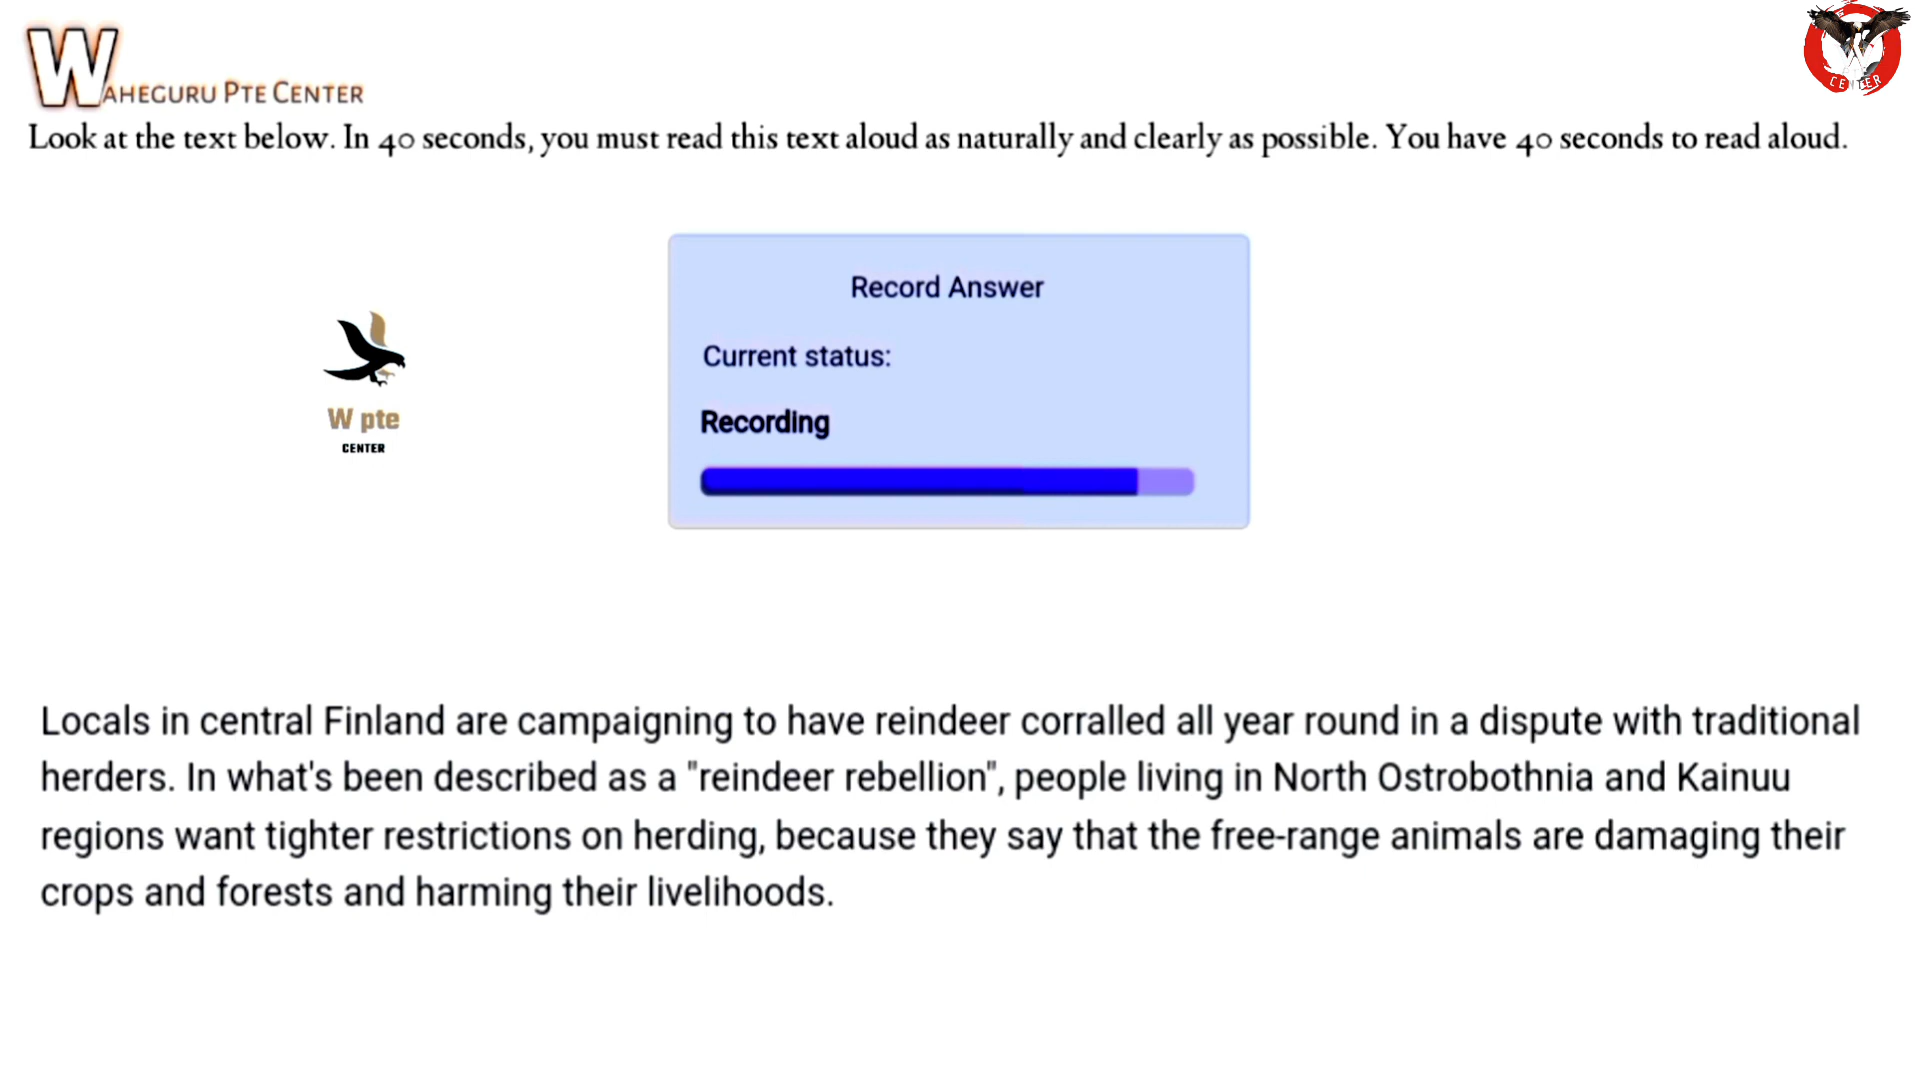 WAHEGURU PTE CENTER
CENTER
Look at the text below. In 40 seconds, you must read this text aloud as naturally and clearly as possible. You have 40 seconds to read aloud.
Record Answer
Current status:
Recording
W pte
CENTER
Locals in central Finland are campaigning to have reindeer corralled all year round in a dispute with traditional
herders. In what's been described as a "reindeer rebellion", people living in North Ostrobothnia and Kainuu
regions want tighter restrictions on herding, because they say that the free-range animals are damaging their
crops and forests and harming their livelihoods.